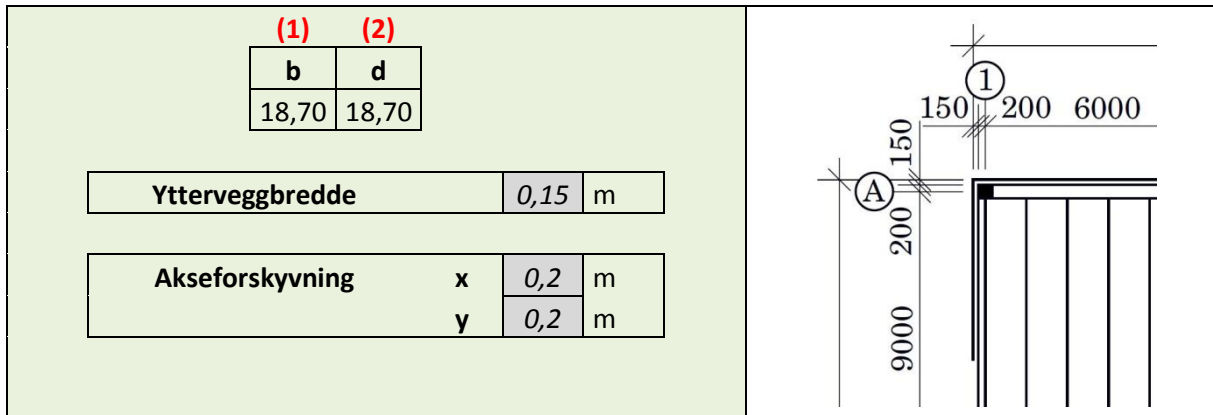 (1) (2)
b d
18,70 18,70
Ytterveggbredde 0,15 m
Akseforskyvning x 0,2 m
y 0,2 m
1
150 200 6000
150
A
200
9000